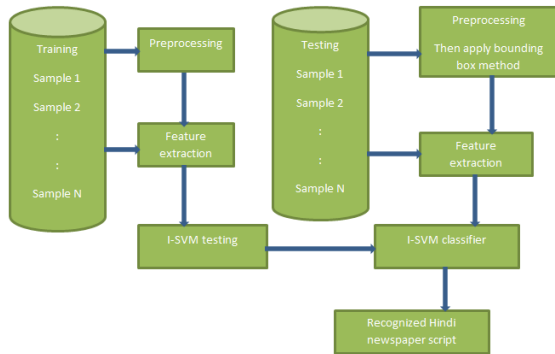 Training
Sample 1
Sample 2
:
:
Sample N
Preprocessing
Feature
extraction
I-SVM testing
Testing
Sample 1
Sample 2
:
:
Sample N
Preprocessing
Then apply bounding
box method
Feature
extraction
I-SVM classifier
Recognized Hindi
newspaper script